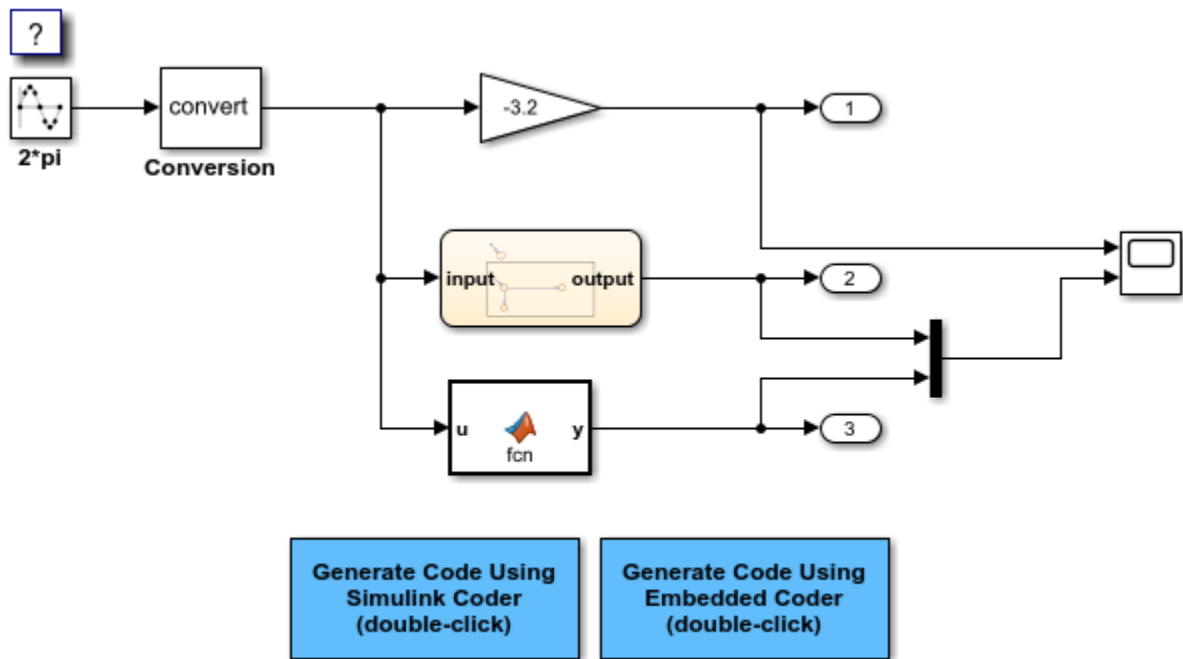 ?
convert
2*pi
Conversion
-3.2
1
input
output
2
u
y
fcn
3
Generate Code Using
Simulink Coder
(double-click)
Generate Code Using
Embedded Coder
(double-click)